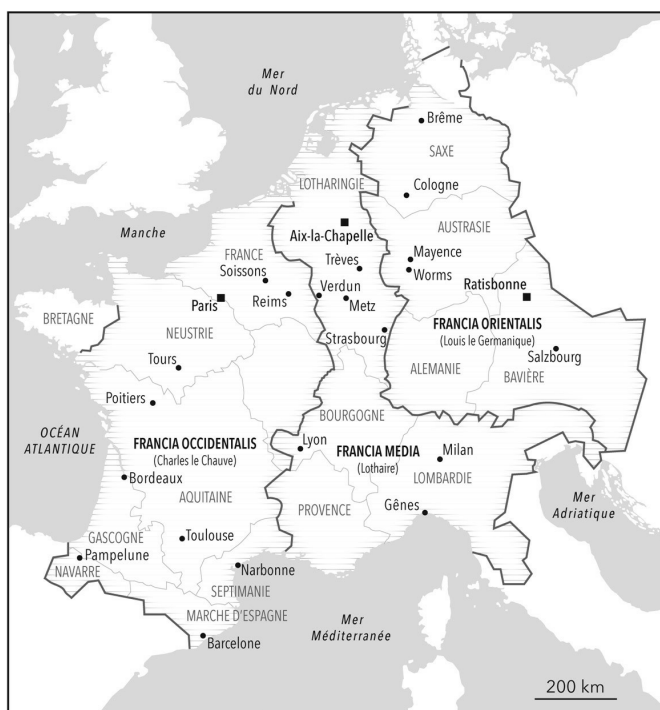 Mer
du Nord
Brême
SAXE
LOTHARINGIE
Cologne
Manche
Aix-la-Chapelle
AUSTRASIE
FRANCE
Soissons
Trèves
Mayence
Worms
Paris
Reims
Verdun
Metz
Ratisbonne
BRETAGNE
NEUSTRIE
Strasbourg
FRANCIA ORIENTALIS
(Louis le Germanique)
Tours
ALEMANIE
Salzbourg
BAVIÈRE
Poitiers
BOURGOGNE
OCÉAN
ATLANTIQUE
FRANCIA OCCIDENTALIS
(Charles le Chauve)
Lyon
FRANCIA MEDIA
(Lothaire)
Milan
LOMBARDIE
Bordeaux
AQUITAINE
PROVENCE
Gênes
Mer
Adriatique
GASCOGNE
Toulouse
Pampelune
NAVARRE
Narbonne
SEPTIMANIE
MARCHE D'ESPAGNE
Mer
Méditerranée
Barcelone
200 km